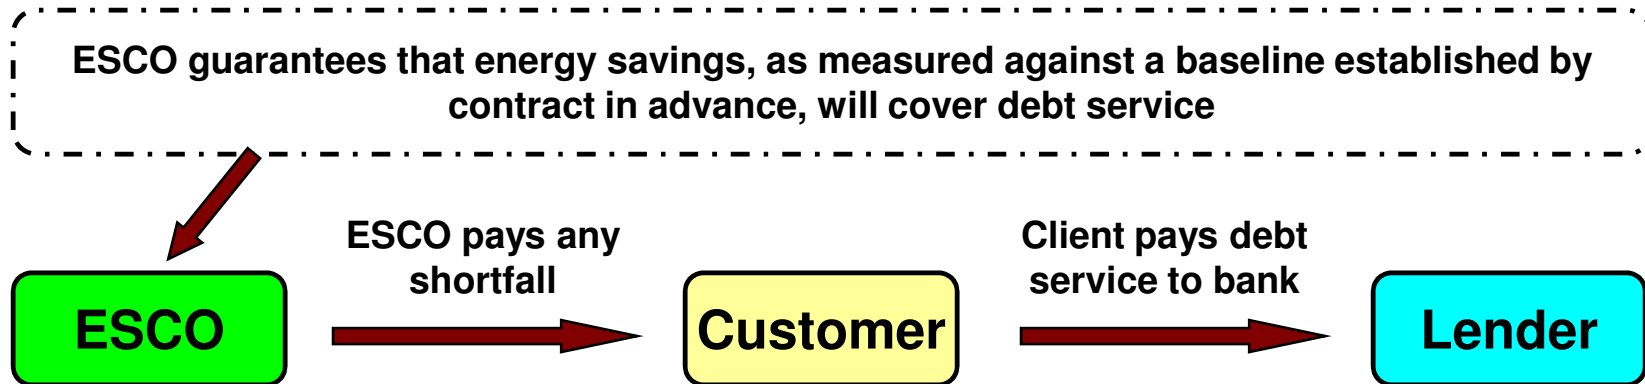 ESCO guarantees that energy savings, as measured against a baseline established by
contract in advance, will cover debt service
ESCO pays any
shortfall
Client pays debt
service to bank
ESCO
Customer
Lender